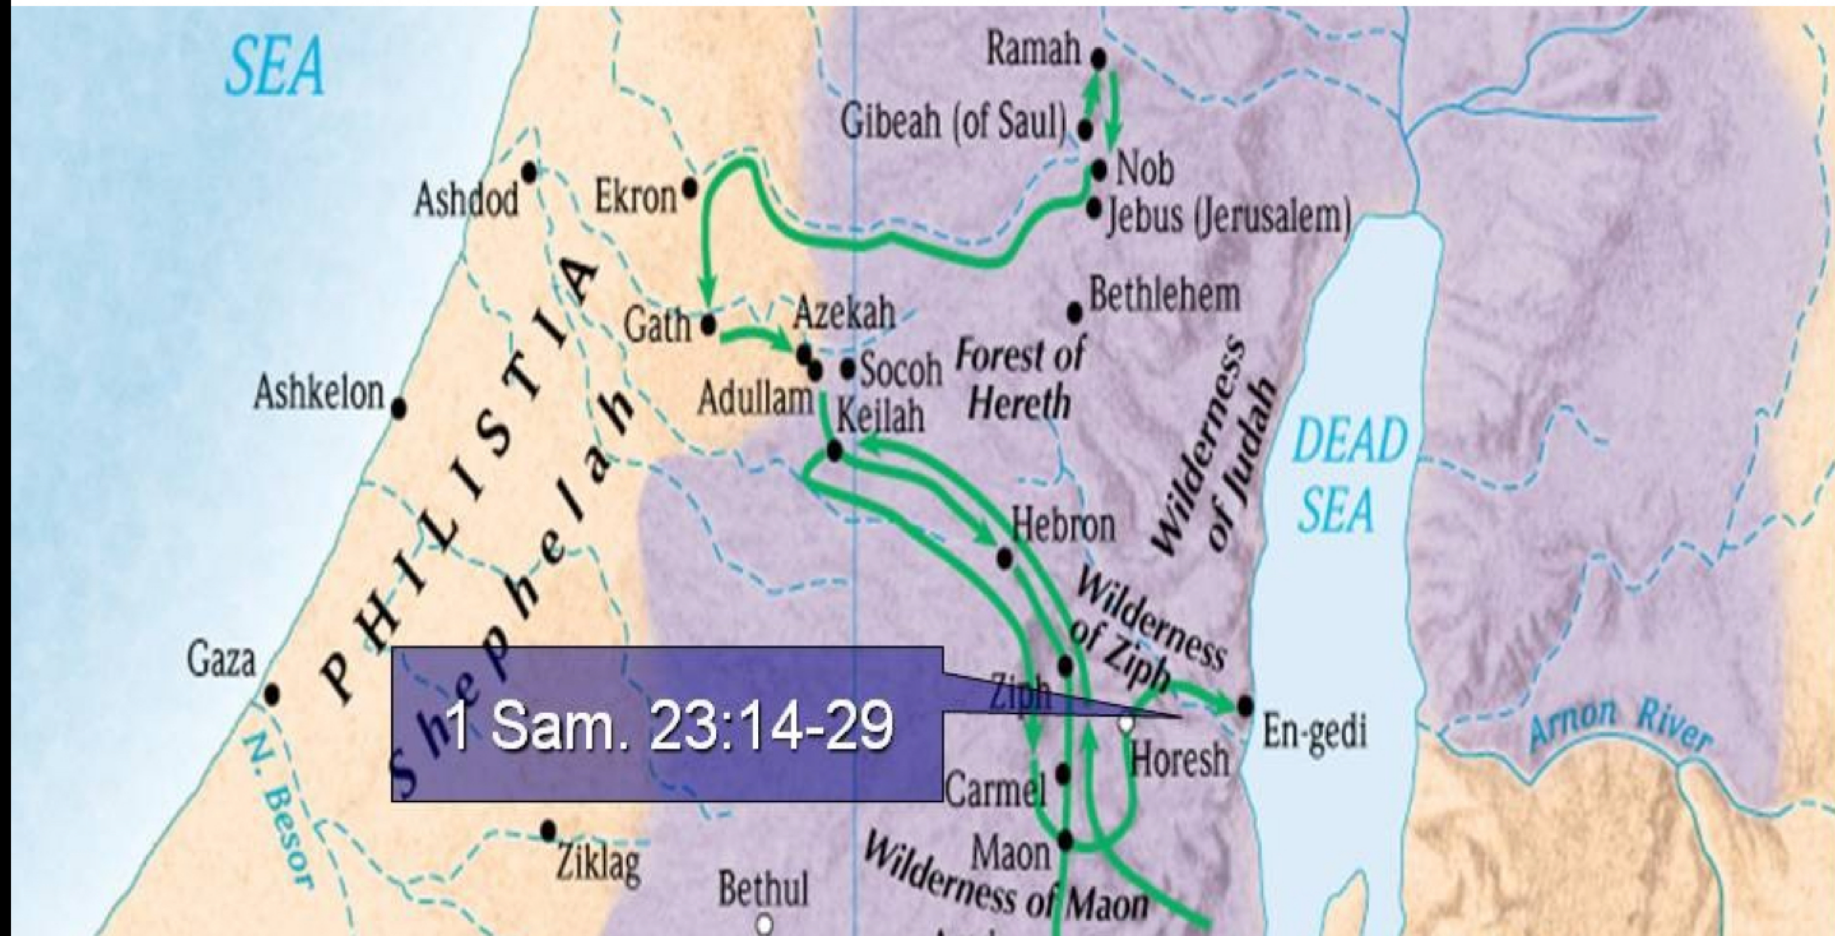 SEA
Ramah
Gibeah (of Saul)
Nob
Ashdod
Ekron
Jebus (Jerusalem)
Bethlehem
Gath
Azekah
PHILISTIA
Shephelah
Socoh
Forest of
Hereth
Ashkelon
Adullam
Keilah
Wilderness
of Judah
DEAD
SEA
Hebron
Wilderness
of Ziph
Gaza
Ziph
1 Sam. 23:14-29
En-gedi
Arnon River
Horesh
N. Besor
Carmel
Maon
Ziklag
Wilderness of Maon
Bethul